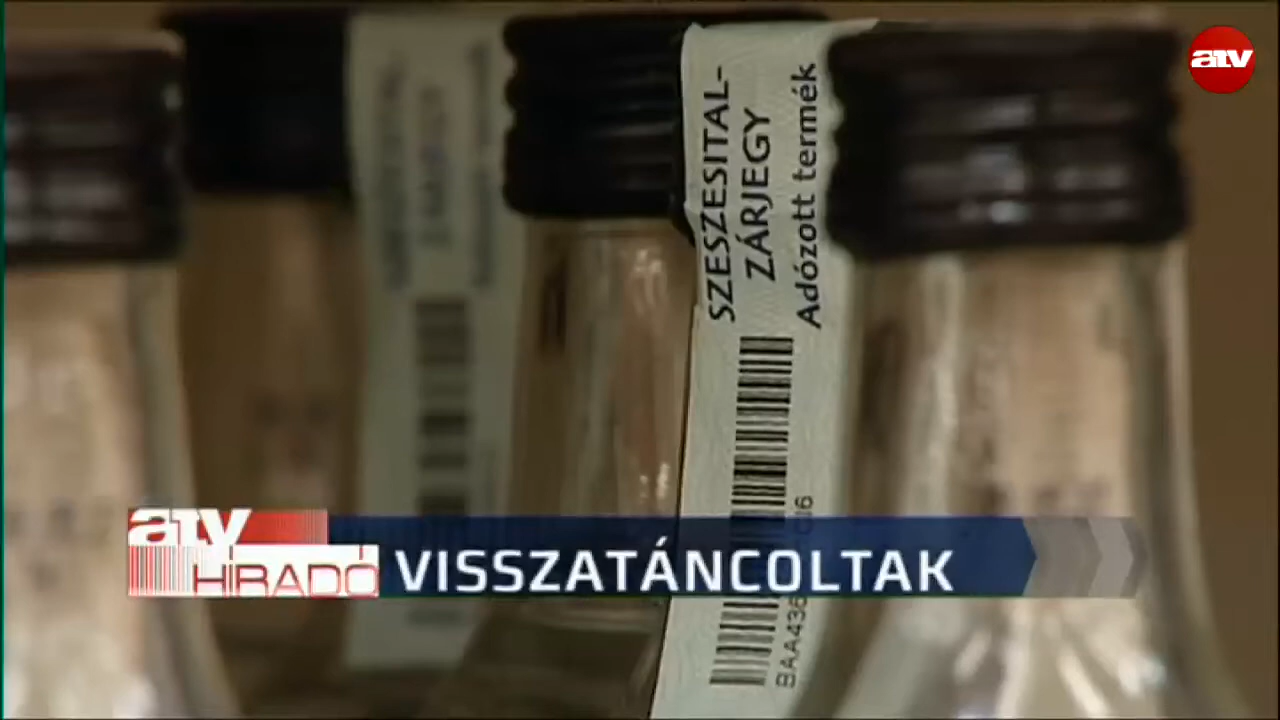 atv
SZESZESITAL-
ZÁRJEGY
Adózott termék
atv
HÍRADÓ
VISSZATÁNCOLTAK